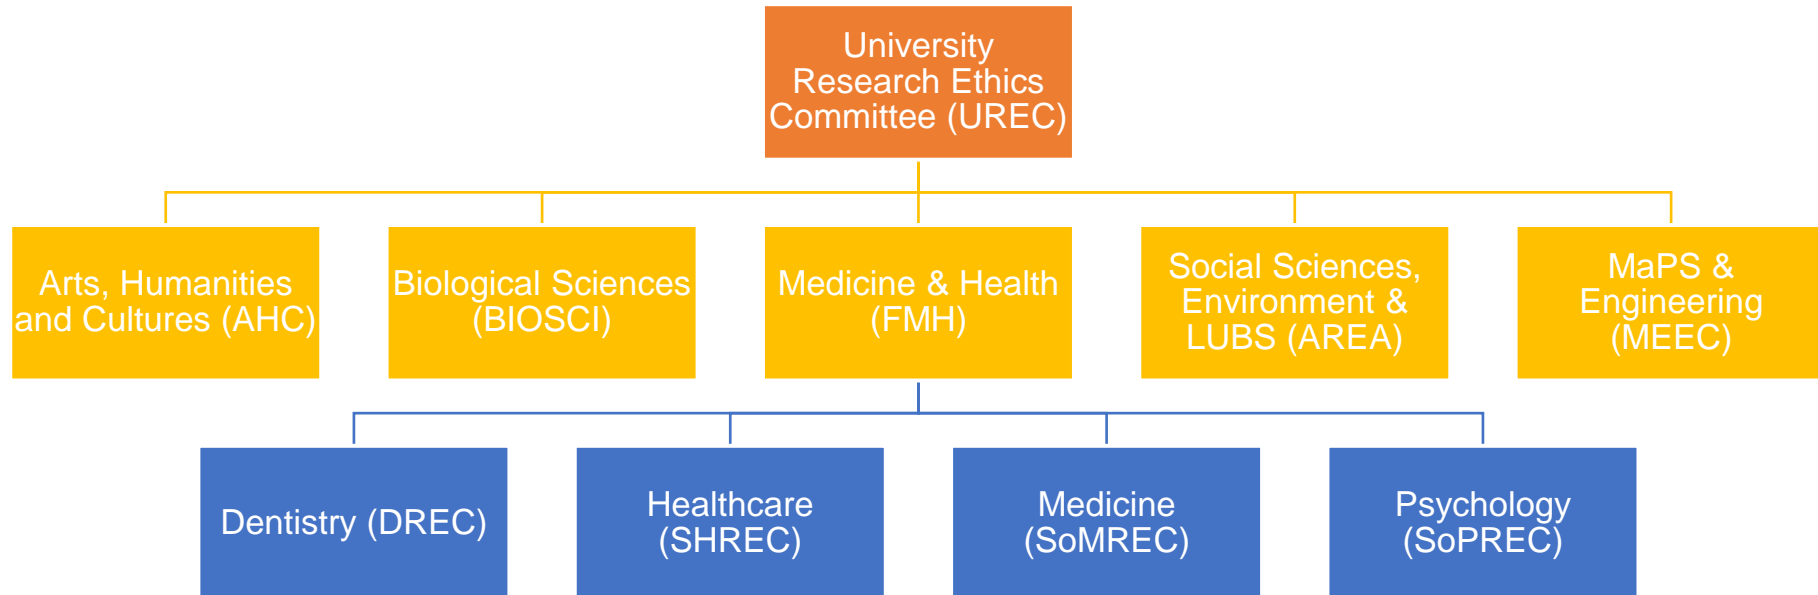 University
Research Ethics
Committee (UREC)
Arts, Humanities
and Cultures (AHC)
Biological Sciences
(BIOSCI)
Medicine & Health
(FMH)
Social Sciences,
Environment &
LUBS (AREA)
MaPS &
Engineering
(MEEC)
Dentistry (DREC)
Healthcare
(SHREC)
Medicine
(SoMREC)
Psychology
(SoPREC)